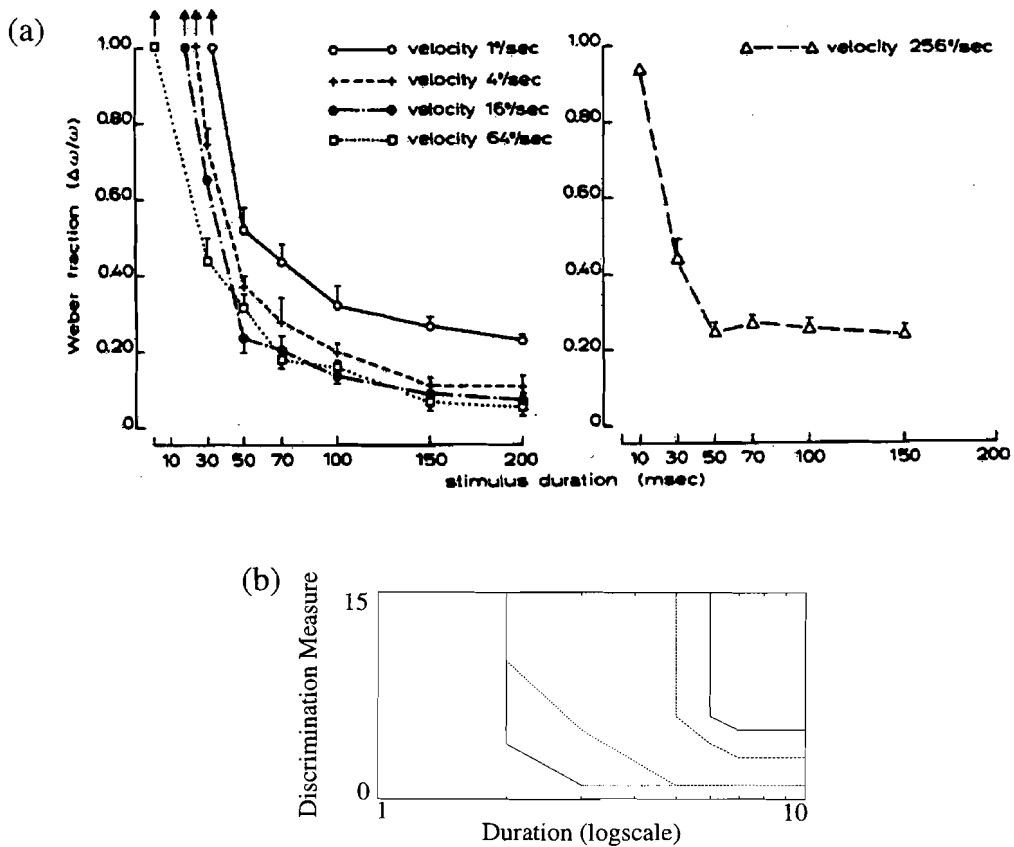 (a)
1.00
0.80
0.60
0.40
0.20
.0
Weber fraction (Δω/ω)
velocity 1°/sec
velocity 4°/sec
velocity 16°/sec
velocity 64°/sec
10 30 50 70 100 150 200
1.00
0.80
0.60
0.40
0.20
0
velocity 256°/sec
10 30 50 70 100 150 200
stimulus duration (msec)
(b)
Discrimination Measure
15
0
1 10
Duration (logscale)